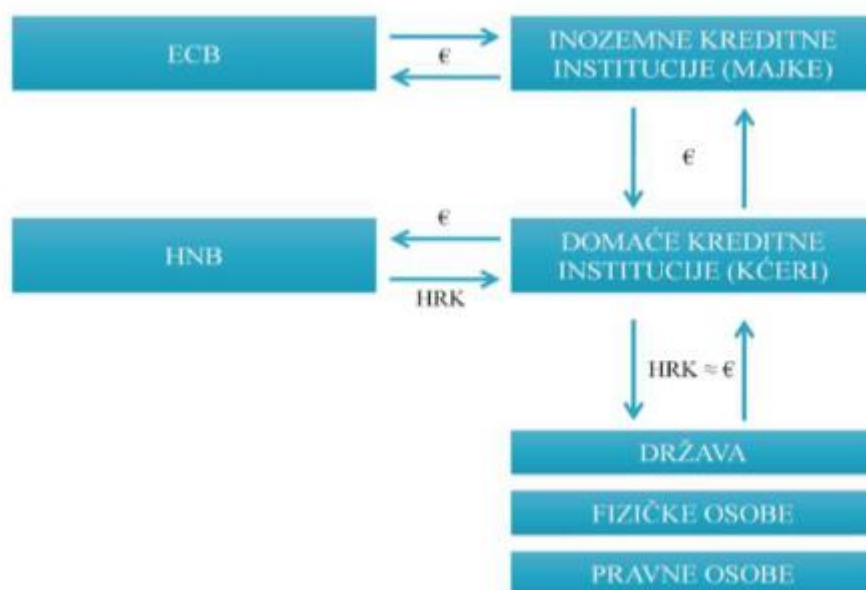 ECB
€
INOZEMNE KREDITNE
INSTITUCIJE (MAJKE)
€
HNB
€
HRK
DOMAĆE KREDITNE
INSTITUCIJE (KĆERI)
HRK ≈ €
DRŽAVA
FIZIČKE OSOBE
PRAVNE OSOBE